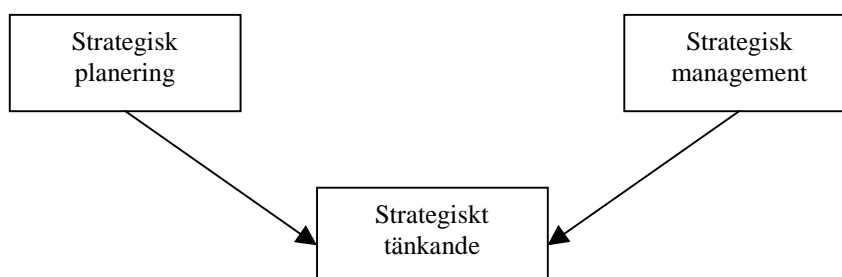 Strategisk
planering
Strategisk
management
Strategiskt
tänkande